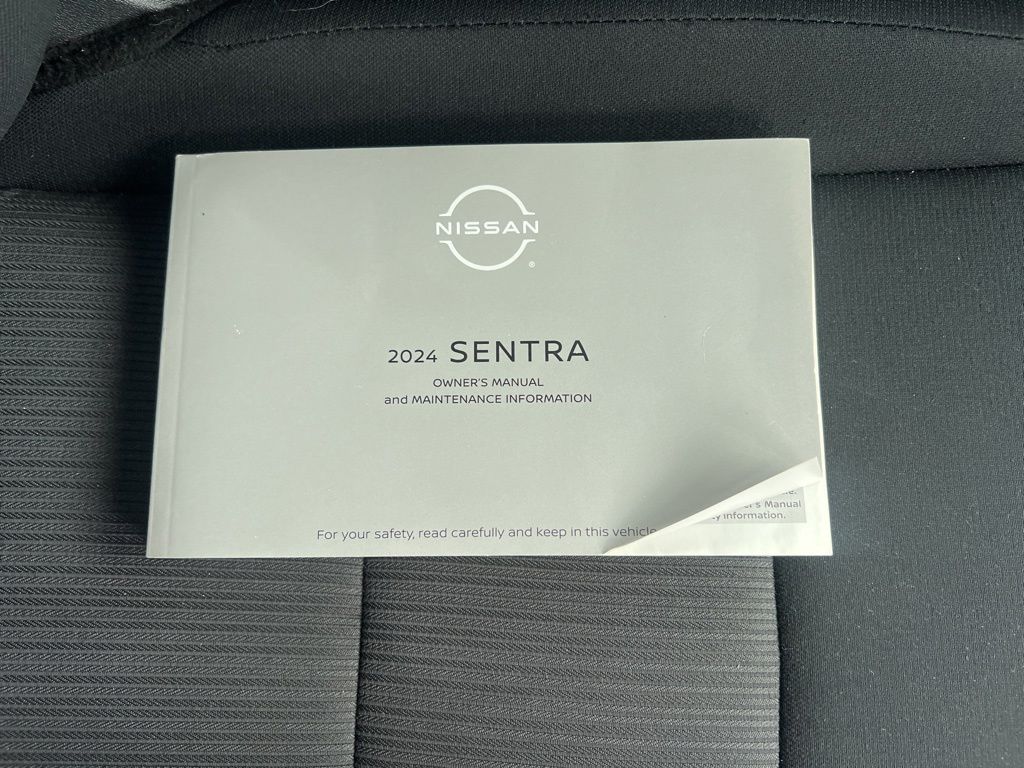 NISSAN
®
2024 SENTRA
OWNER'S MANUAL
and MAINTENANCE INFORMATION
Manual
information.
For your safety, read carefully and keep in this vehicle